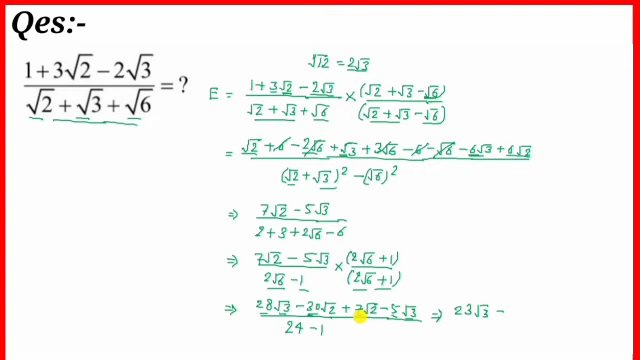 Qes:-
√12 = 2√3
(1 + 3√2 − 2√3) / (√2 + √3 + √6) = ?
E = (1 + 3√2 − 2√3) / (√2 + √3 + √6) × (√2 + √3 − √6) / (√2 + √3 − √6)
= (√2 + 6 − 2√6 + √3 + 3√6 − 6 − √6 − 6√3 + 6√2) / ((√2 + √3)² − (√6)²)
⇒ (7√2 − 5√3) / (2 + 3 + 2√6 − 6)
⇒ (7√2 − 5√3) / (2√6 − 1) × (2√6 + 1) / (2√6 + 1)
⇒ (28√3 − 30√2 + 7√2 − 5√3) / (24 − 1) ⇒ 23√3 −